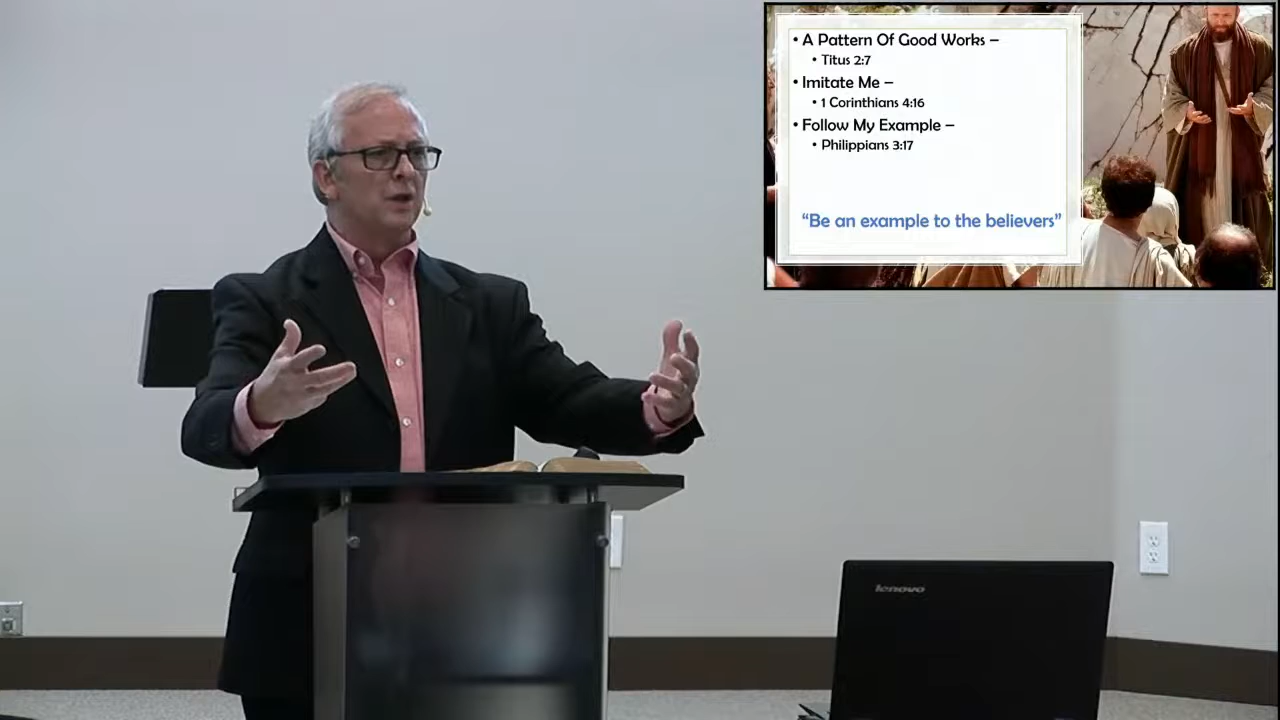 • A Pattern Of Good Works –
• Titus 2:7
• Imitate Me –
• 1 Corinthians 4:16
• Follow My Example –
• Philippians 3:17
“Be an example to the believers”
lenovo